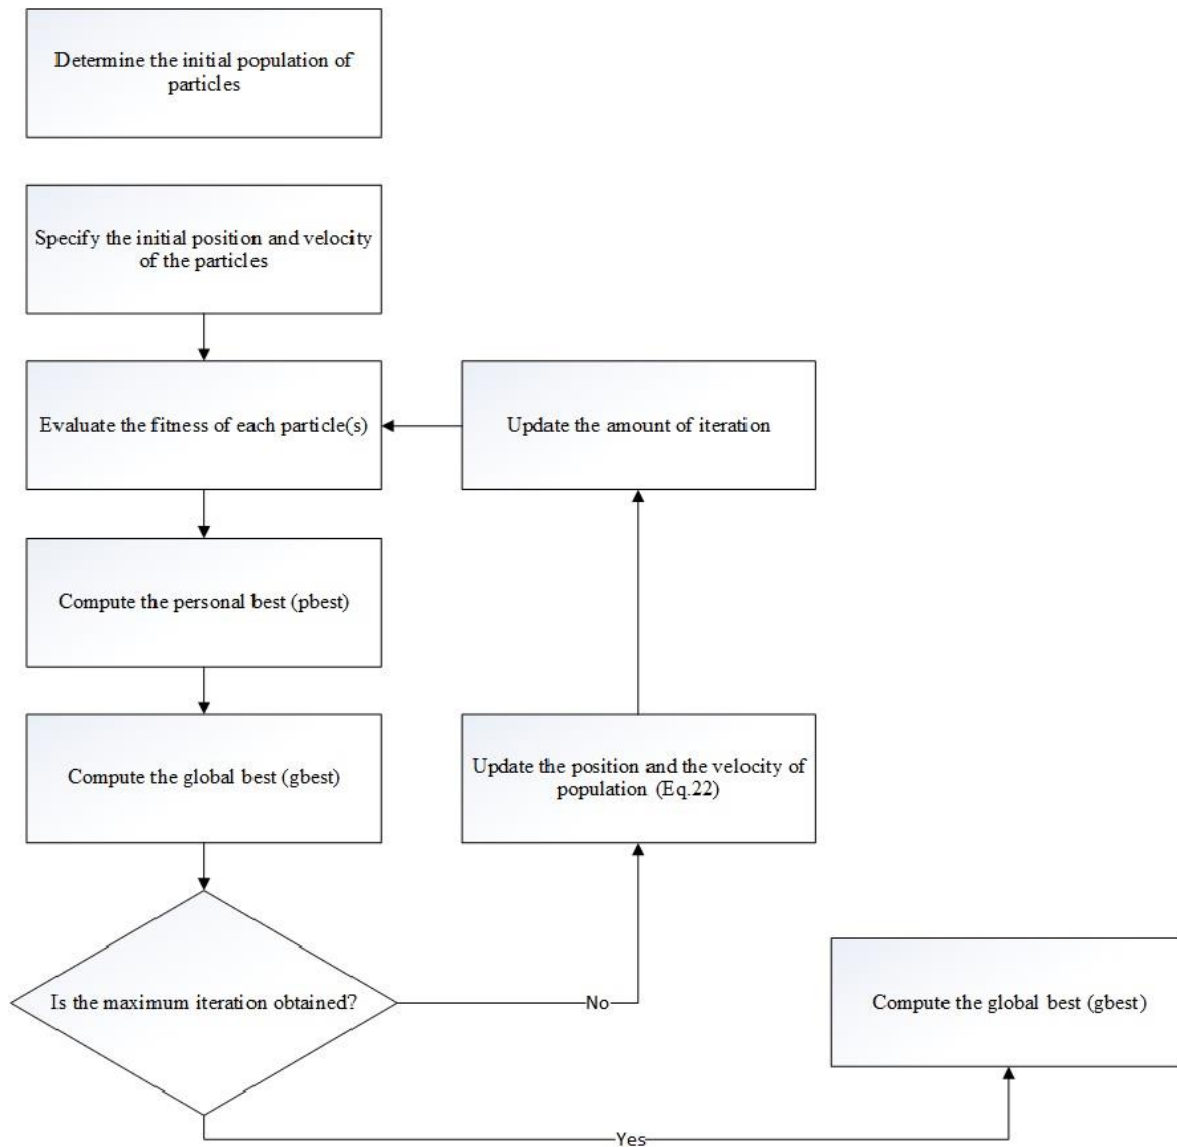 Determine the initial population of
particles
Specify the initial position and velocity
of the particles
Evaluate the fitness of each particle(s)
Update the amount of iteration
Compute the personal best (pbest)
Compute the global best (gbest)
Update the position and the velocity of
population (Eq.22)
Is the maximum iteration obtained?
No
Compute the global best (gbest)
Yes